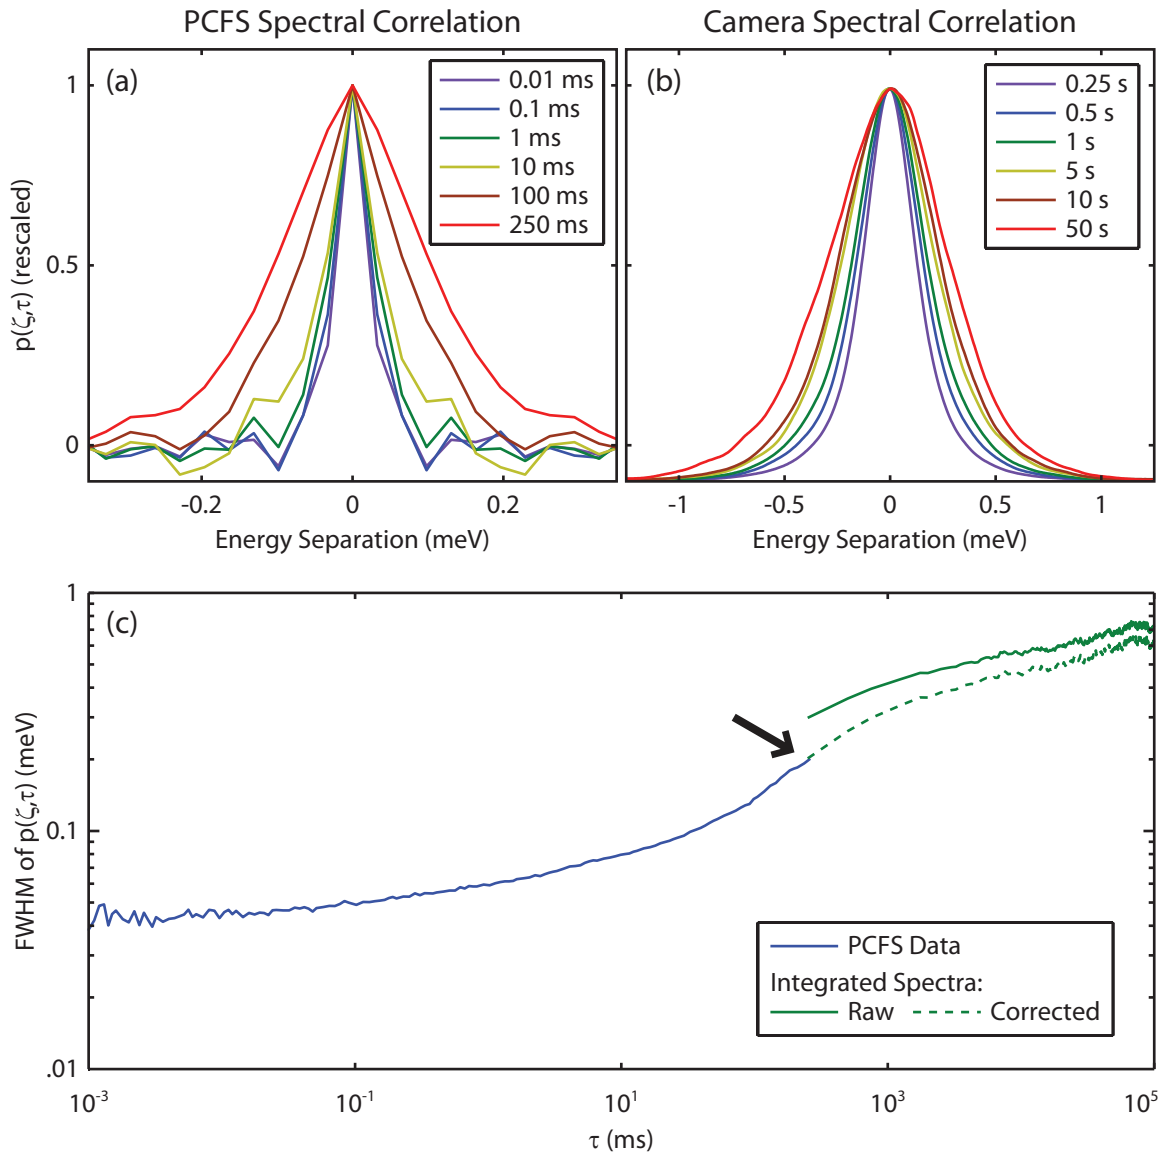 PCFS Spectral Correlation
Camera Spectral Correlation
(a)
0.01 ms
0.1 ms
1 ms
10 ms
100 ms
250 ms
(b)
0.25 s
0.5 s
1 s
5 s
10 s
50 s
p(ζ,τ) (rescaled)
1
0.5
0
-0.2
0
0.2
-1
-0.5
0
0.5
1
Energy Separation (meV)
Energy Separation (meV)
(c)
FWHM of p(ζ,τ) (meV)
1
0.1
.01
PCFS Data
Integrated Spectra:
Raw
Corrected
10⁻³
10⁻¹
10¹
10³
10⁵
τ (ms)